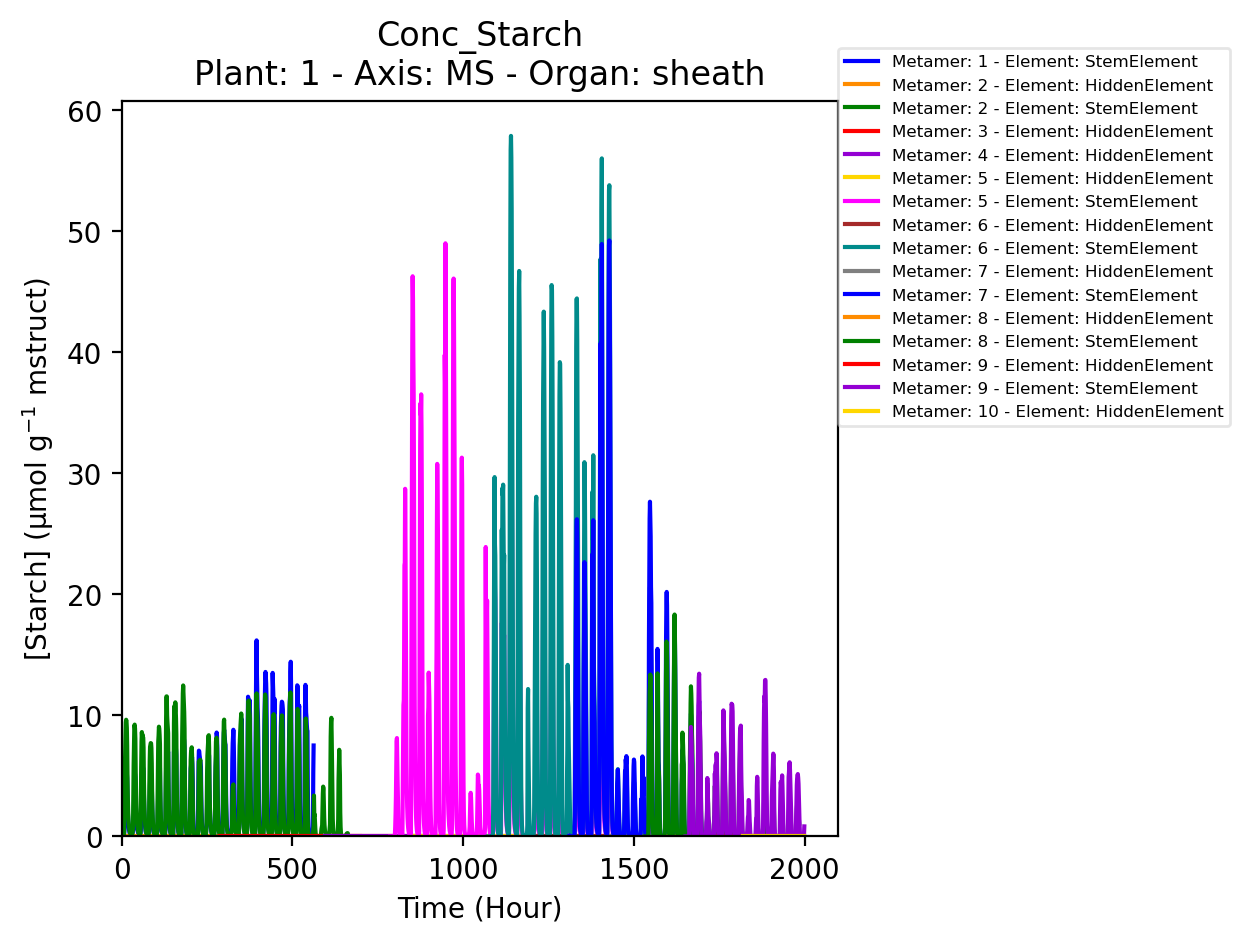 Conc_Starch
Plant: 1 - Axis: MS - Organ: sheath
Metamer: 1 - Element: StemElement
Metamer: 2 - Element: HiddenElement
Metamer: 2 - Element: StemElement
Metamer: 3 - Element: HiddenElement
Metamer: 4 - Element: HiddenElement
Metamer: 5 - Element: HiddenElement
Metamer: 5 - Element: StemElement
Metamer: 6 - Element: HiddenElement
Metamer: 6 - Element: StemElement
Metamer: 7 - Element: HiddenElement
Metamer: 7 - Element: StemElement
Metamer: 8 - Element: HiddenElement
Metamer: 8 - Element: StemElement
Metamer: 9 - Element: HiddenElement
Metamer: 9 - Element: StemElement
Metamer: 10 - Element: HiddenElement
[Starch] (µmol g⁻¹ mstruct)
60
50
40
30
20
10
0
0 500 1000 1500 2000
Time (Hour)